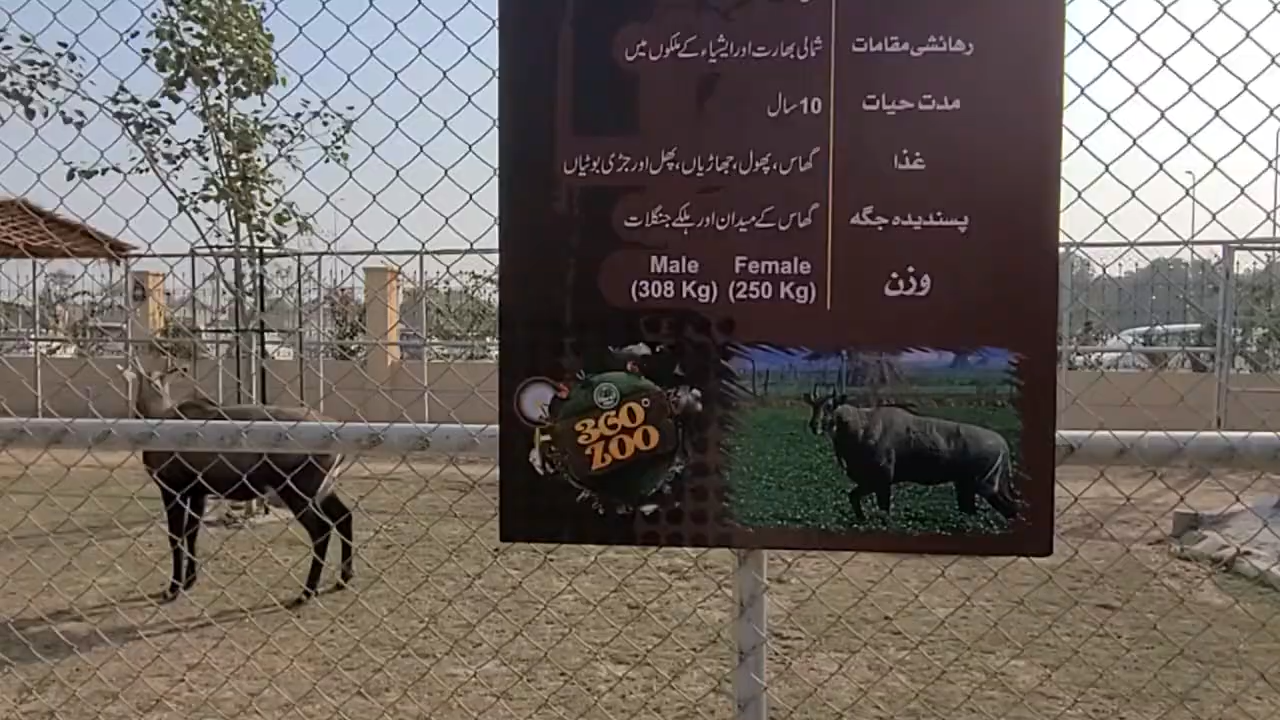 رهائشی مقامات شمالی بھارت اور ایشیاء کے ملکوں میں
مدت حیات 10 سال
غذا گھاس، پھول، جھاڑیاں، پھل اور جڑی بوٹیاں
پسندیدہ جگہ گھاس کے میدان اور ہلکے جنگلات
وزن Male Female
(308 Kg) (250 Kg)
360°
ZOO